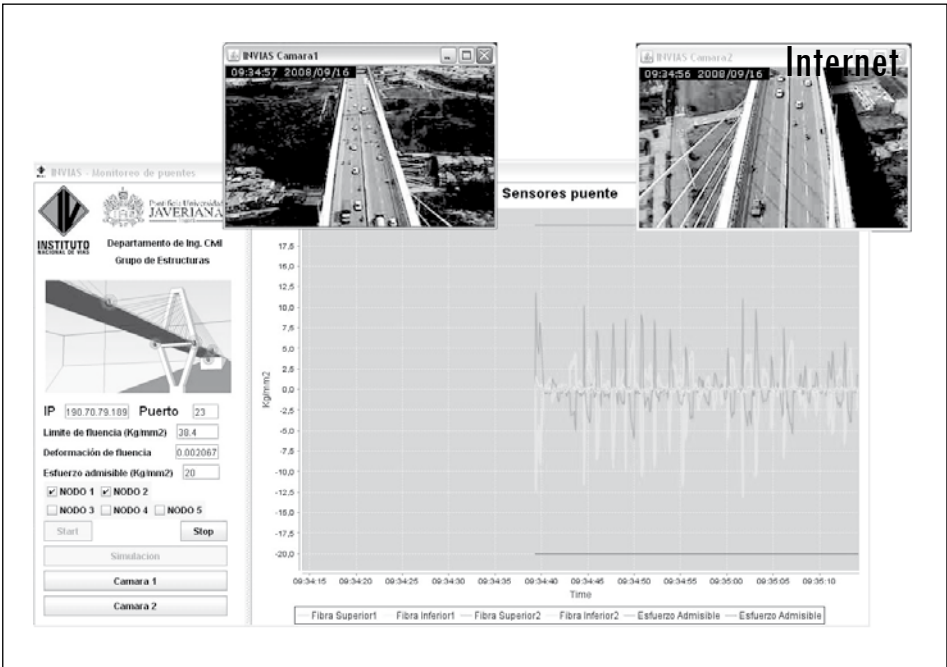 INVIAS Camara1
09:34:57 2008/09/16
INVIAS Camara2
Internet
09:34:56 2008/09/16
INVIAS - Monitoreo de puentes
Pontificia Universidad
JAVERIANA
INSTITUTO
NACIONAL DE VIAS
Departamento de Ing. Civil
Grupo de Estructuras
IP 190.70.79.189 Puerto 23
Limite de fluencia (Kg/mm2) 38.4
Deformación de fluencia 0.002067
Esfuerzo admisible (Kg/mm2) 20
NODO 1 NODO 2
NODO 3 NODO 4 NODO 5
Start Stop
Simulacion
Camara 1
Camara 2
Sensores puente
Kg/mm2
17,5
15,0
12,5
10,0
7,5
5,0
2,5
0,0
-2,5
-5,0
-7,5
-10,0
-12,5
-15,0
-17,5
-20,0
09:34:15 09:34:20 09:34:25 09:34:30 09:34:35 09:34:40 09:34:45 09:34:50 09:34:55 09:35:00 09:35:05 09:35:10
Time
Fibra Superior1 Fibra Inferior1 Fibra Superior2 Fibra Inferior2 Esfuerzo Admisible Esfuerzo Admisible